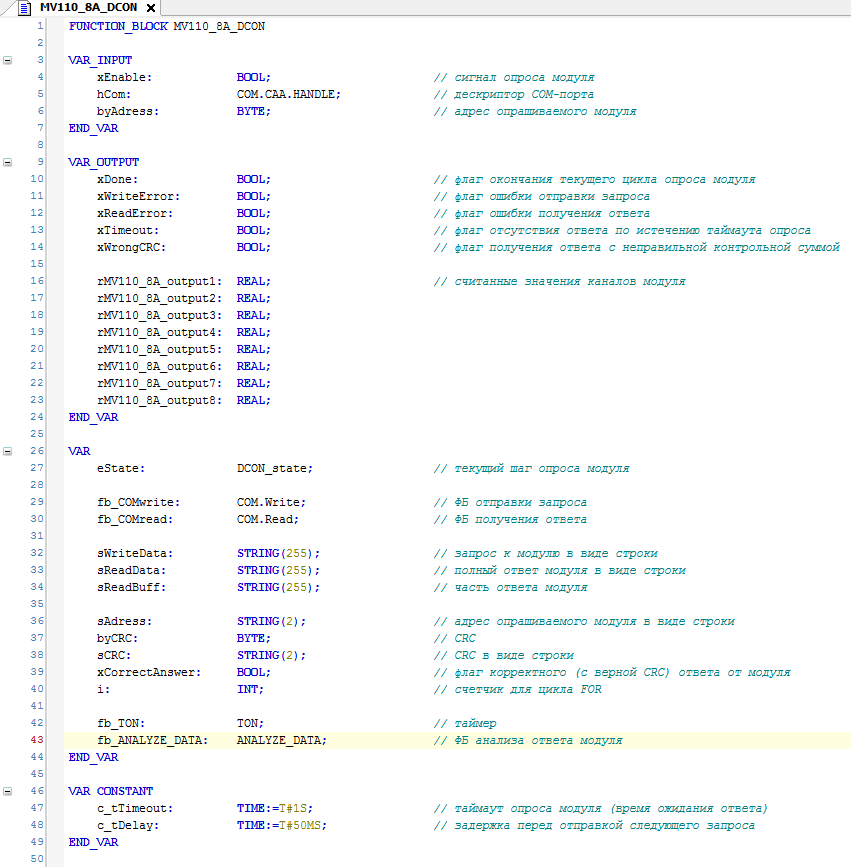 MV110_8A_DCON
1 FUNCTION_BLOCK MV110_8A_DCON
2
3 VAR_INPUT
4 xEnable: BOOL; // сигнал опроса модуля
5 hCom: COM.CAA.HANDLE; // дескриптор COM-порта
6 byAdress: BYTE; // адрес опрашиваемого модуля
7 END_VAR
8
9 VAR_OUTPUT
10 xDone: BOOL; // флаг окончания текущего цикла опроса модуля
11 xWriteError: BOOL; // флаг ошибки отправки запроса
12 xReadError: BOOL; // флаг ошибки получения ответа
13 xTimeout: BOOL; // флаг отсутствия ответа по истечению таймаута опроса
14 xWrongCRC: BOOL; // флаг получения ответа с неправильной контрольной суммой
15
16 rMV110_8A_output1: REAL; // считанные значения каналов модуля
17 rMV110_8A_output2: REAL;
18 rMV110_8A_output3: REAL;
19 rMV110_8A_output4: REAL;
20 rMV110_8A_output5: REAL;
21 rMV110_8A_output6: REAL;
22 rMV110_8A_output7: REAL;
23 rMV110_8A_output8: REAL;
24 END_VAR
25
26 VAR
27 eState: DCON_state; // текущий шаг опроса модуля
28
29 fb_COMwrite: COM.Write; // ФБ отправки запроса
30 fb_COMread: COM.Read; // ФБ получения ответа
31
32 sWriteData: STRING(255); // запрос к модулю в виде строки
33 sReadData: STRING(255); // полный ответ модуля в виде строки
34 sReadBuff: STRING(255); // часть ответа модуля
35
36 sAdress: STRING(2); // адрес опрашиваемого модуля в виде строки
37 byCRC: BYTE; // CRC
38 sCRC: STRING(2); // CRC в виде строки
39 xCorrectAnswer: BOOL; // флаг корректного (с верной CRC) ответа от модуля
40 i: INT; // счетчик для цикла FOR
41
42 fb_TON: TON; // таймер
43 fb_ANALYZE_DATA: ANALYZE_DATA; // ФБ анализа ответа модуля
44 END_VAR
45
46 VAR CONSTANT
47 c_tTimeout: TIME:=T#1S; // таймаут опроса модуля (время ожидания ответа)
48 c_tDelay: TIME:=T#50MS; // задержка перед отправкой следующего запроса
49 END_VAR
50